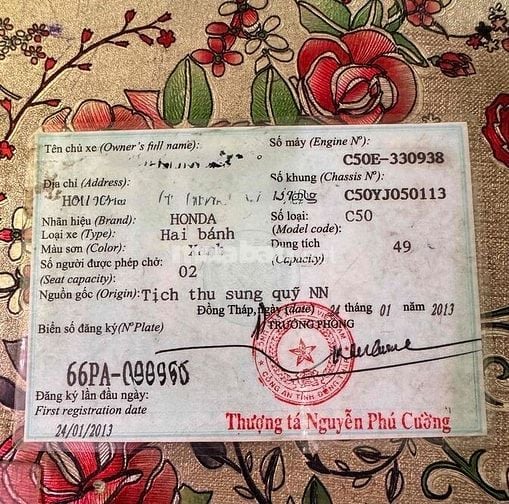 Tên chủ xe (Owner's full name):
Số máy (Engine N°):
C50E-330938
Địa chỉ (Address):
Số khung (Chassis N°):
C50YJ050113
Nhãn hiệu (Brand): HONDA
Số loại: C50
(Model code):
Loại xe (Type): Hai bánh
Màu sơn (Color):
Dung tích 49
(Capacity)
Số người được phép chở: 02
(Seat capacity):
Nguồn gốc (Origin): Tịch thu sung quỹ NN
Đồng Tháp, ngày (date) tháng 01 năm 2013
Biển số đăng ký(N°Plate)
TRƯỞNG PHÒNG
66PA-
Đăng ký lần đầu ngày:
First registration date
24/01/2013
Thượng tá Nguyễn Phú Cường